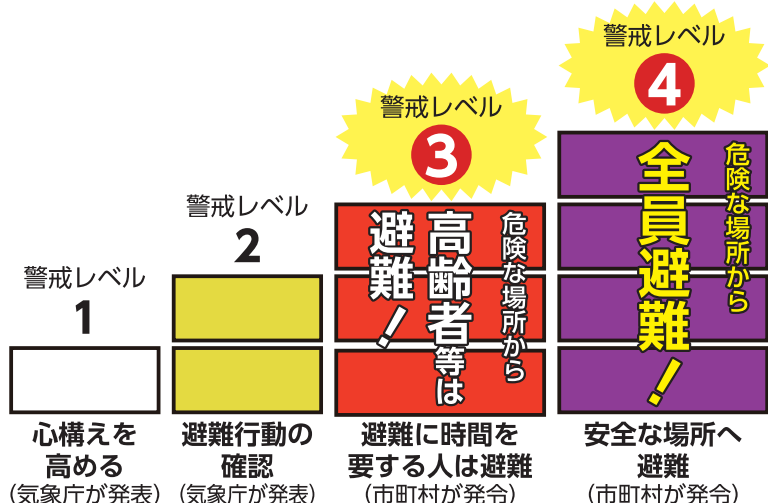 警戒レベル
1
心構えを
高める
(気象庁が発表)
警戒レベル
2
避難行動の
確認
(気象庁が発表)
警戒レベル
3
危険な場所から
高齢者等は
避難！
避難に時間を
要する人は避難
(市町村が発令)
警戒レベル
4
危険な場所から
全員避難！
安全な場所へ
避難
(市町村が発令)